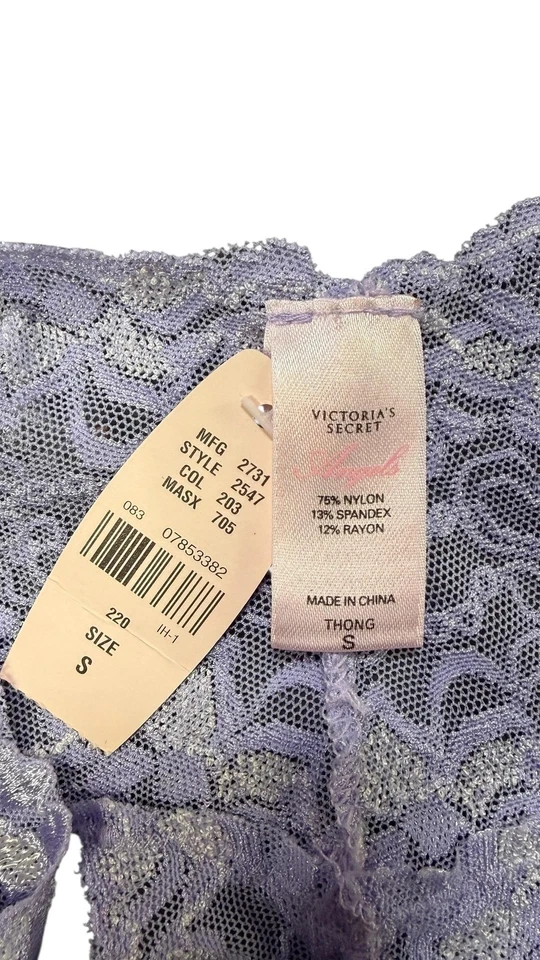 MFG 2731
STYLE 2547
COL 203
MASX 705
083 07853382
220 IH-1
SIZE
S
VICTORIA'S
SECRET
Angels
75% NYLON
13% SPANDEX
12% RAYON
MADE IN CHINA
THONG
S